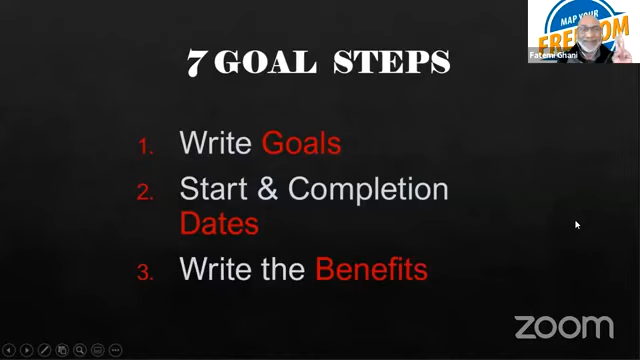 MAP YOUR
FREEDOM
Fatemi Ghani
7 GOAL STEPS
1. Write Goals
2. Start & Completion
Dates
3. Write the Benefits
zoom